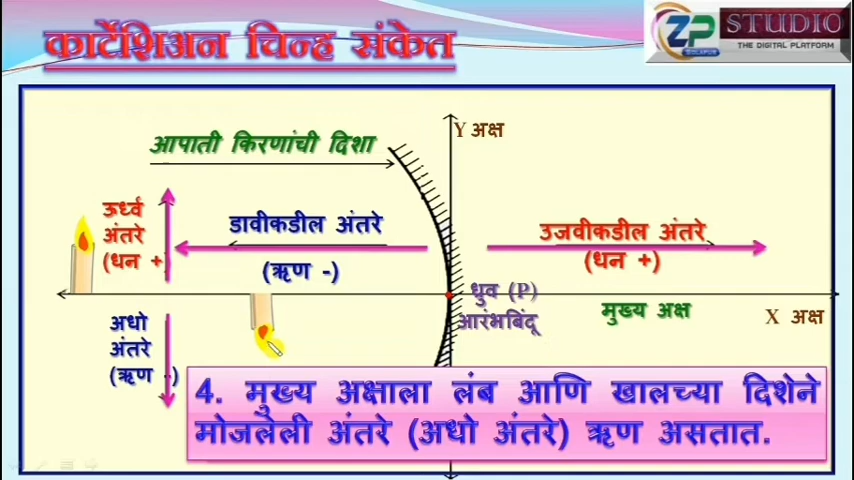 कार्टेशिअन चिन्ह संकेत
ZP
SOLAPUR
STUDIO
THE DIGITAL PLATFORM
Y अक्ष
आपाती किरणांची दिशा
ऊर्ध्व
अंतरे
(धन +)
डावीकडील अंतरे
(ऋण -)
उजवीकडील अंतरे
(धन +)
ध्रुव (P)
आरंभबिंदू
मुख्य अक्ष
X अक्ष
अधो
अंतरे
(ऋण -)
4. मुख्य अक्षाला लंब आणि खालच्या दिशेने
मोजलेली अंतरे (अधो अंतरे) ऋण असतात.